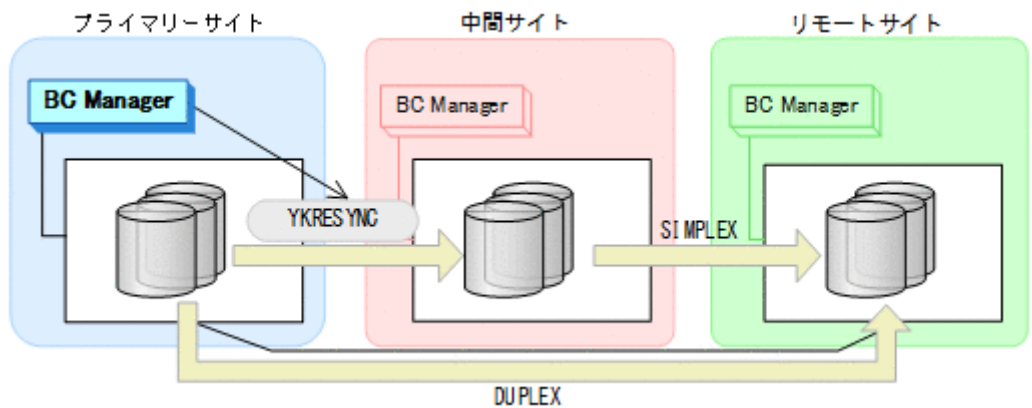 プライマリーサイト
中間サイト
リモートサイト
BC Manager
BC Manager
BC Manager
YKRESYNC
SIMPLEX
DUPLEX